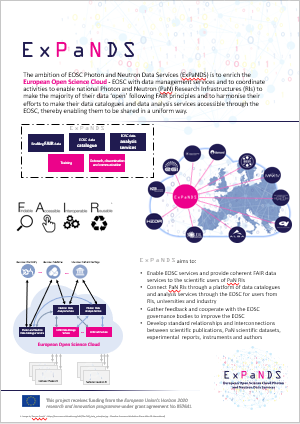 ExPaNDS
The ambition of EOSC Photon and Neutron Data Services (ExPaNDS) is to enrich the
European Open Science Cloud - EOSC with data management services and to coordinate
activities to enable national Photon and Neutron (PaN) Research Infrastructures (RIs) to
make the majority of their data 'open' following FAIR principles and to harmonise their
efforts to make their data catalogues and data analysis services accessible through the
EOSC, thereby enabling them to be shared in a uniform way.
ExPaNDS
Enabling FAIR data
EOSC data
catalogue
EOSC data
analysis
services
Training
Outreach, dissemination
and communication
ExPaNDS
Findable Accessible Interoperable Reusable
European Open Science Cloud
ExPaNDS aims to:
• Enable EOSC services and provide coherent FAIR data
services to the scientific users of PaN RIs
• Connect PaN RIs through a platform of data catalogues
and analysis services through the EOSC for users from
RIs, universities and industry
• Gather feedback and cooperate with the EOSC
governance bodies to improve the EOSC
• Develop standard relationships and interconnections
between scientific publications, PaN scientific datasets,
experimental reports, instruments and authors
ExPaNDS
European Open Science Cloud Photon
and Neutron Data Services
This project receives funding from the European Union's Horizon 2020
research and innovation programme under grant agreement No 857641.